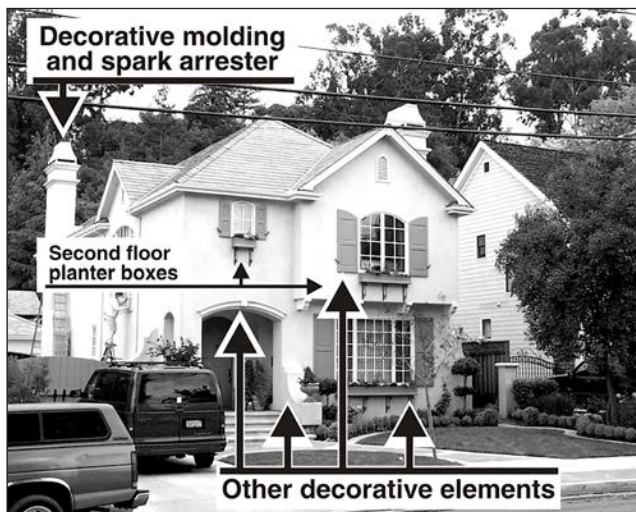 Decorative molding
and spark arrester
Second floor
planter boxes
Other decorative elements